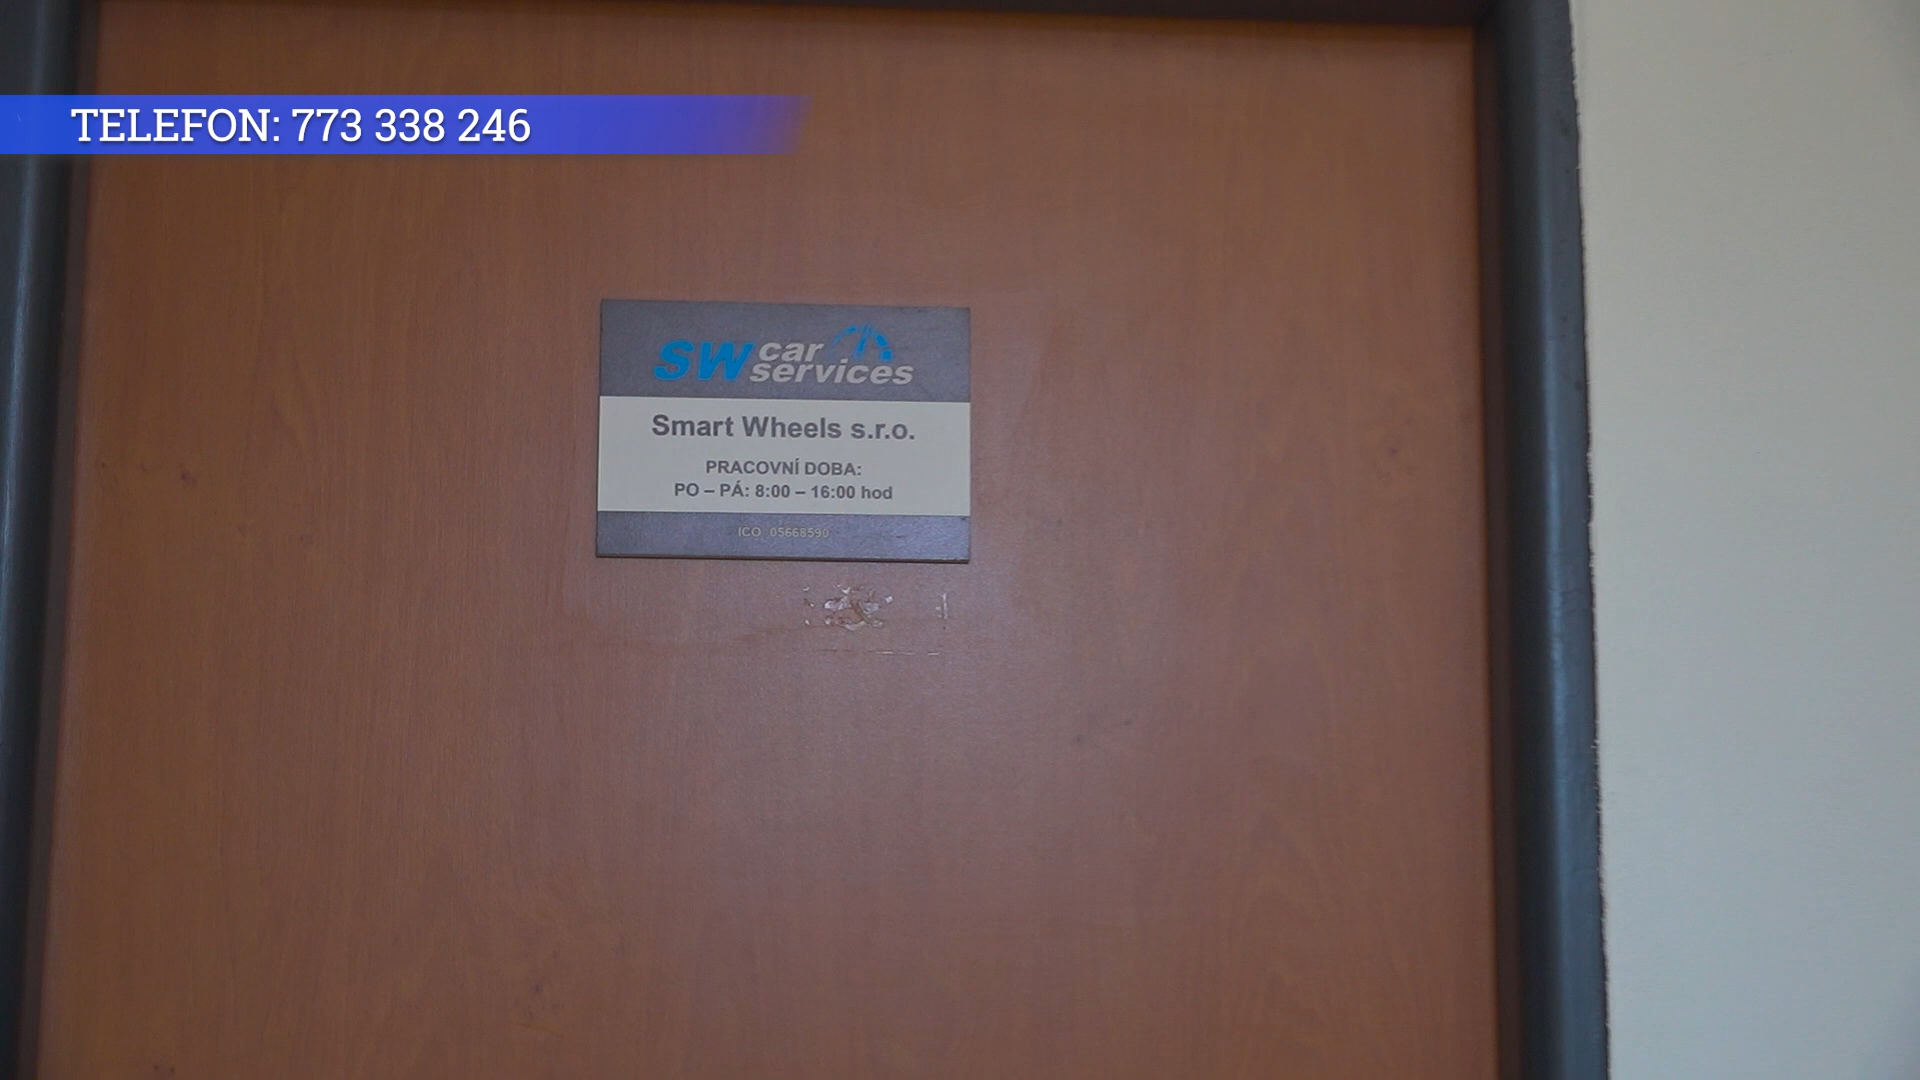 TELEFON: 773 338 246
SW car services
Smart Wheels s.r.o.
PRACOVNÍ DOBA:
PO – PÁ: 8:00 – 16:00 hod
ICO 05668590